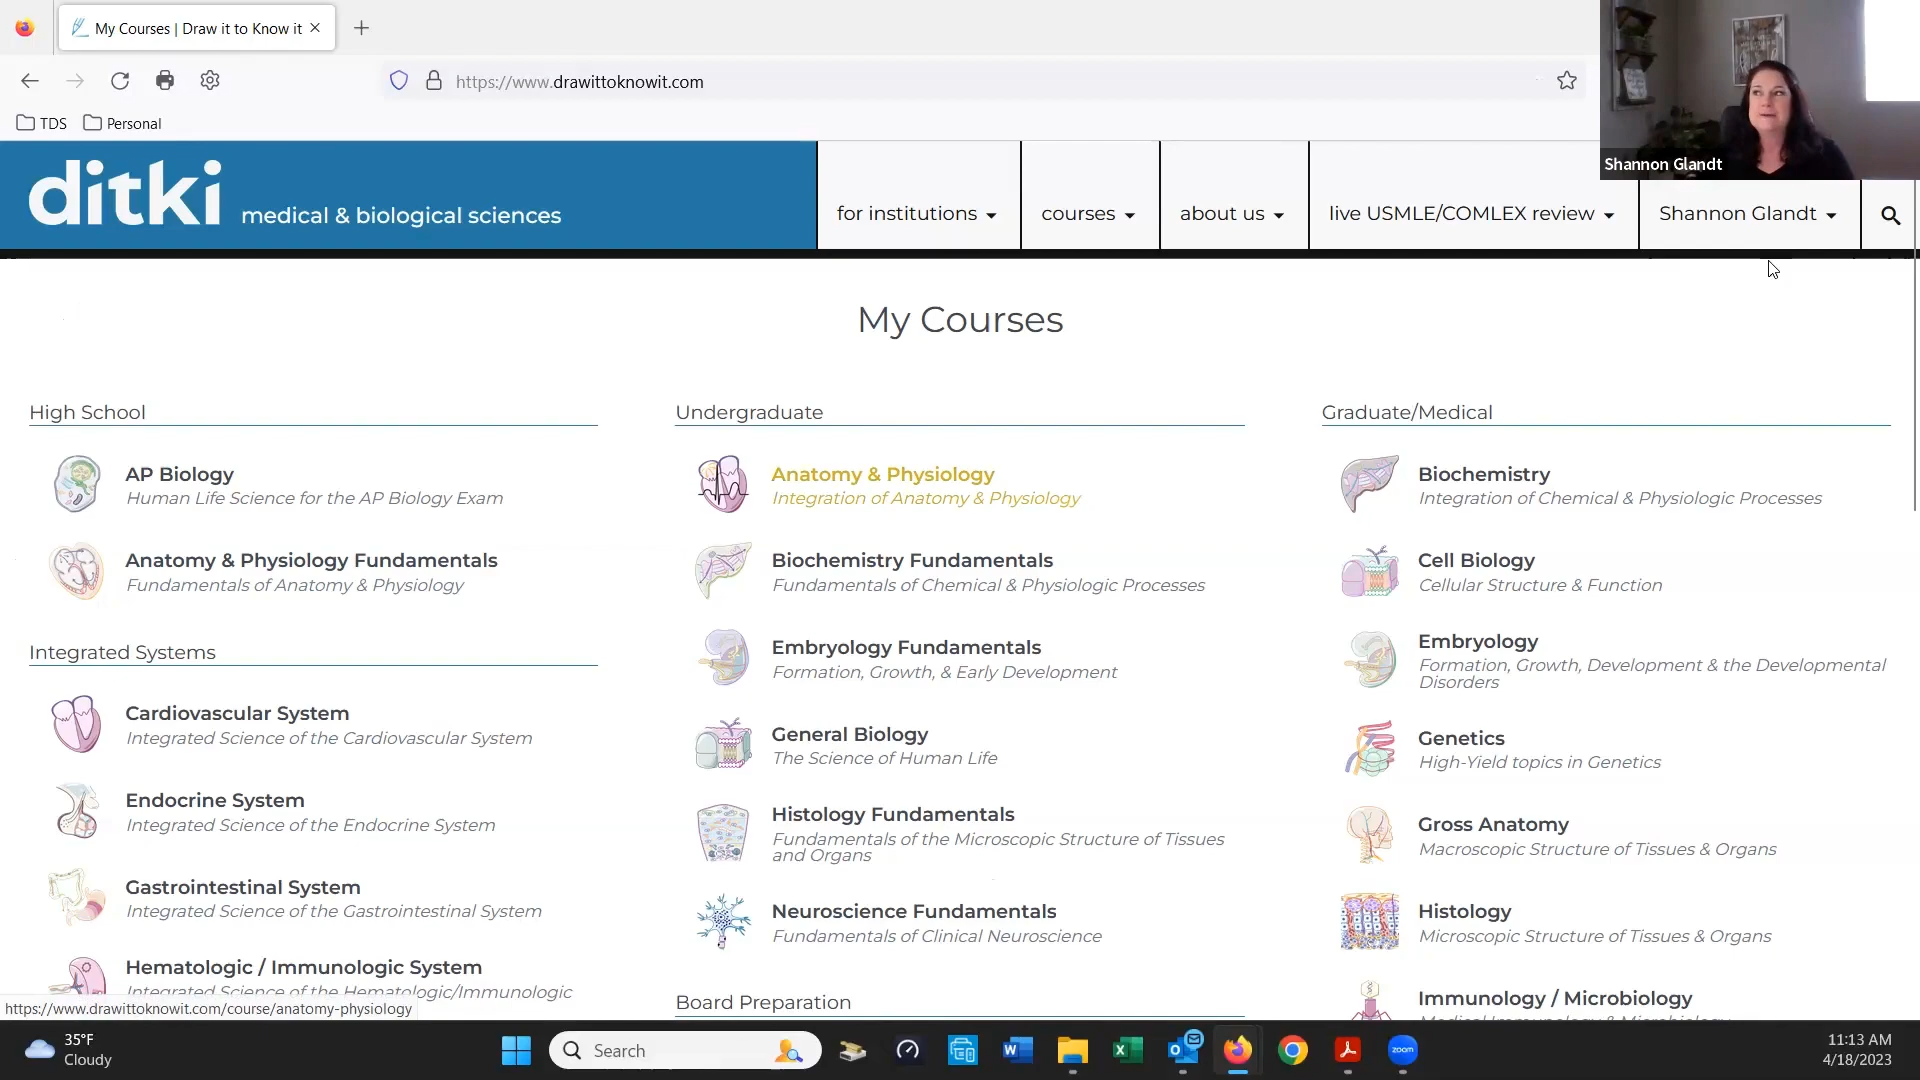 My Courses | Draw it to Know it
https://www.drawittoknowit.com
TDS
Personal
Shannon Glandt
ditki
medical & biological sciences
for institutions
courses
about us
live USMLE/COMLEX review
Shannon Glandt
My Courses
High School
AP Biology
Human Life Science for the AP Biology Exam
Anatomy & Physiology Fundamentals
Fundamentals of Anatomy & Physiology
Integrated Systems
Cardiovascular System
Integrated Science of the Cardiovascular System
Endocrine System
Integrated Science of the Endocrine System
Gastrointestinal System
Integrated Science of the Gastrointestinal System
Hematologic / Immunologic System
Integrated Science of the Hematologic/Immunologic
Undergraduate
Anatomy & Physiology
Integration of Anatomy & Physiology
Biochemistry Fundamentals
Fundamentals of Chemical & Physiologic Processes
Embryology Fundamentals
Formation, Growth, & Early Development
General Biology
The Science of Human Life
Histology Fundamentals
Fundamentals of the Microscopic Structure of Tissues
and Organs
Neuroscience Fundamentals
Fundamentals of Clinical Neuroscience
Board Preparation
Graduate/Medical
Biochemistry
Integration of Chemical & Physiologic Processes
Cell Biology
Cellular Structure & Function
Embryology
Formation, Growth, Development & the Developmental
Disorders
Genetics
High-Yield topics in Genetics
Gross Anatomy
Macroscopic Structure of Tissues & Organs
Histology
Microscopic Structure of Tissues & Organs
Immunology / Microbiology
Medical Immunology & Microbiology
https://www.drawittoknowit.com/course/anatomy-physiology
35°F
Cloudy
Search
zoom
11:13 AM
4/18/2023